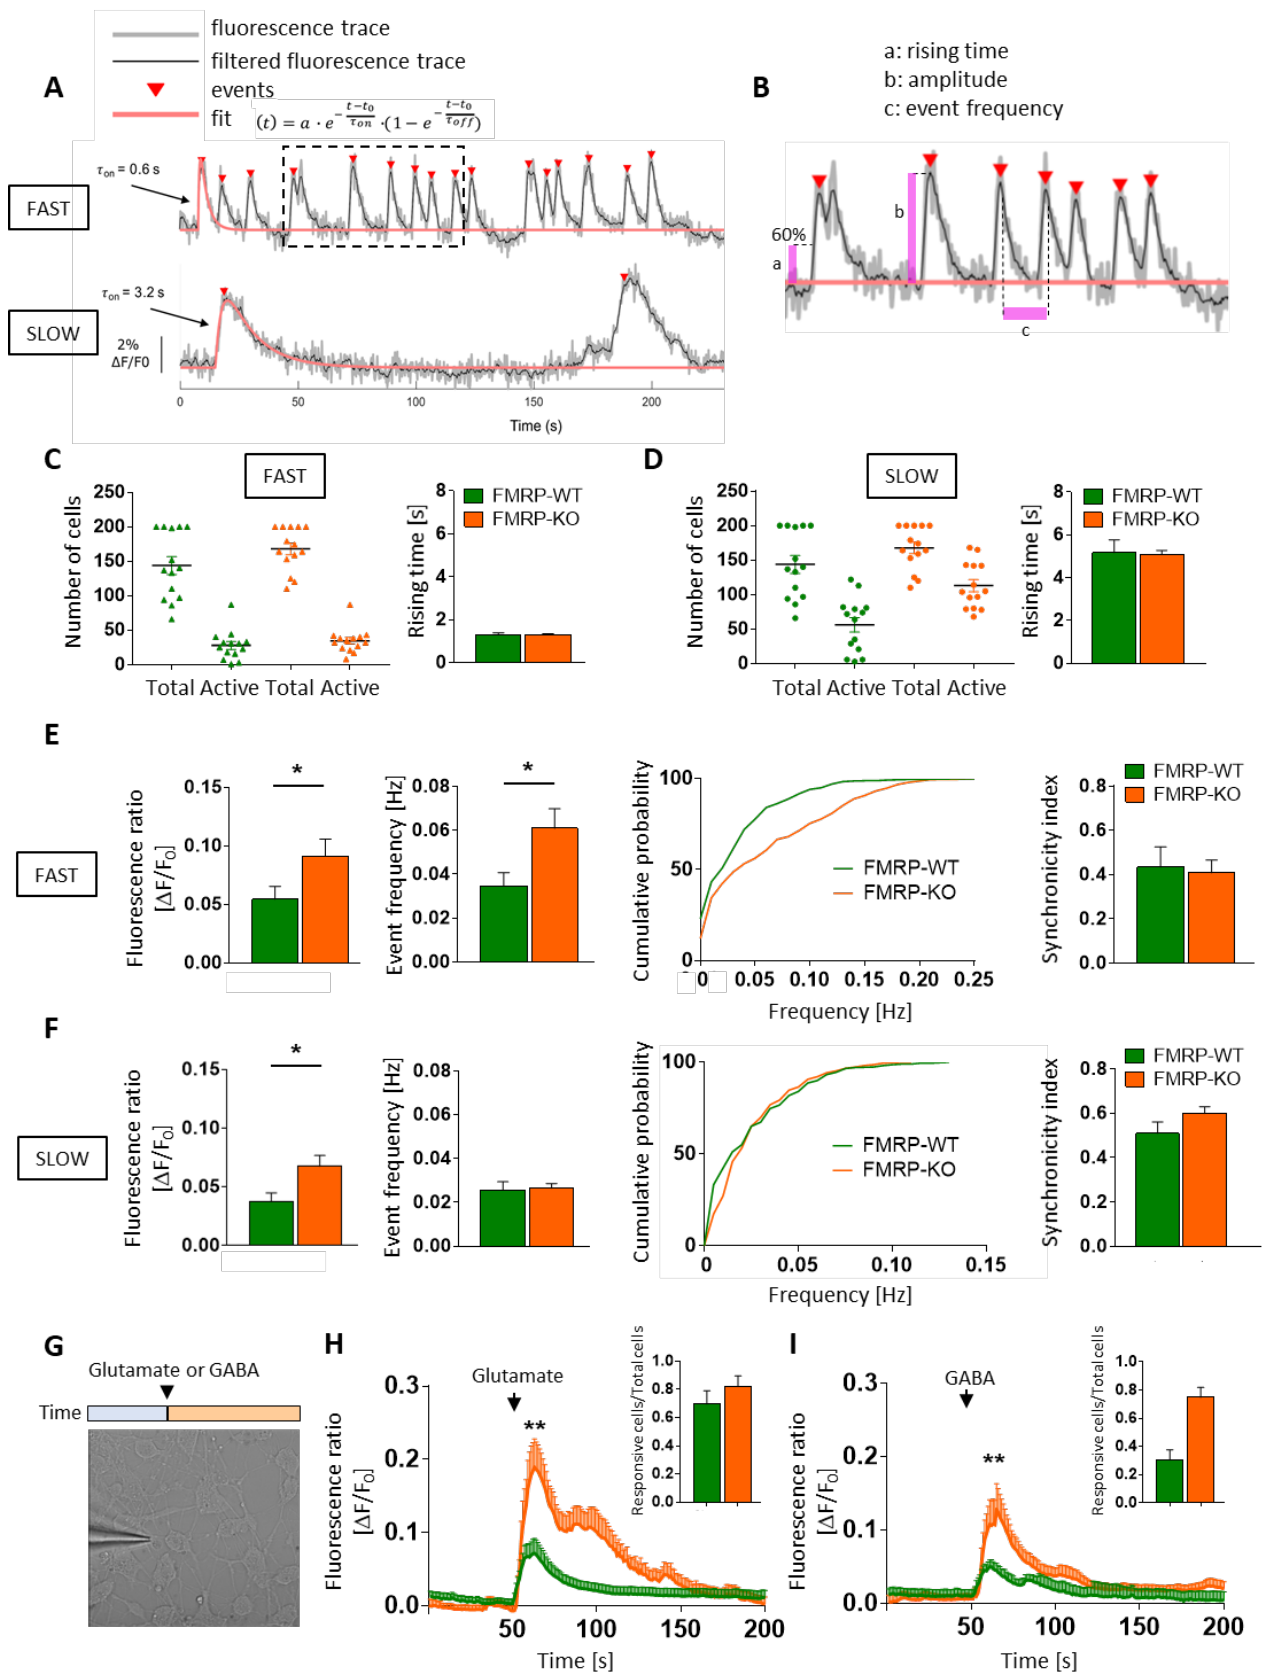 fluorescence trace
filtered fluorescence trace
events
fit
(t) = a · e^{-\frac{t-t_0}{τ_{on}}} ·(1− e^{-\frac{t-t_0}{τ_{off}}})
A
τon = 0.6 s
FAST
τon = 3.2 s
SLOW
2%
ΔF/F0
0 50 100 150 200
Time (s)
a: rising time
b: amplitude
c: event frequency
B
b
60%
a
c
C
FAST
Number of cells
250
200
150
100
50
0
Total Active Total Active
Rising time [s]
8
6
4
2
0
FMRP-WT
FMRP-KO
D
SLOW
Number of cells
250
200
150
100
50
0
Total Active Total Active
Rising time [s]
8
6
4
2
0
FMRP-WT
FMRP-KO
E
FAST
Fluorescence ratio
[ΔF/F0]
0.15
0.10
0.05
0.00
*
Event frequency [Hz]
0.08
0.06
0.04
0.02
0.00
*
Cumulative probability
100
50
0
FMRP-WT
FMRP-KO
0 0.05 0.10 0.15 0.20 0.25
Frequency [Hz]
Synchronicity index
0.8
0.6
0.4
0.2
0.0
FMRP-WT
FMRP-KO
F
SLOW
Fluorescence ratio
[ΔF/F0]
0.15
0.10
0.05
0.00
*
Event frequency [Hz]
0.08
0.06
0.04
0.02
0.00
Cumulative probability
100
50
0
FMRP-WT
FMRP-KO
0 0.05 0.10 0.15
Frequency [Hz]
Synchronicity index
0.8
0.6
0.4
0.2
0.0
FMRP-WT
FMRP-KO
G
Glutamate or GABA
Time
H
Glutamate
**
Fluorescence ratio
[ΔF/F0]
0.3
0.2
0.1
0.0
50 100 150 200
Time [s]
Responsive cells/Total cells
1.0
0.8
0.6
0.4
0.2
0.0
I
GABA
**
Fluorescence ratio
[ΔF/F0]
0.3
0.2
0.1
0.0
50 100 150 200
Time [s]
Responsive cells/Total cells
1.0
0.8
0.6
0.4
0.2
0.0